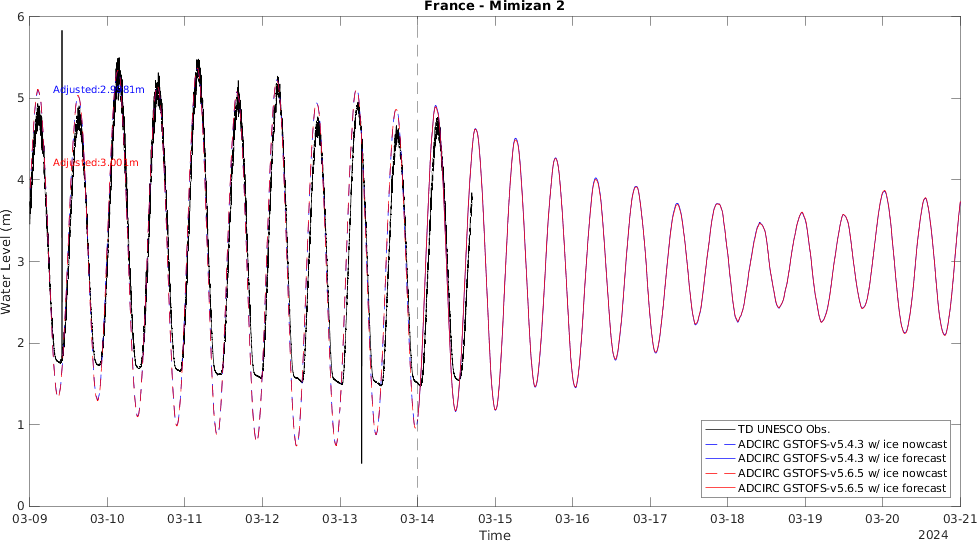 France - Mimizan 2
6
5
4
3
2
1
0
Water Level (m)
Adjusted:
Adjusted:3.001m
TD UNESCO Obs.
ADCIRC GSTOFS-v5.4.3 w/ ice nowcast
ADCIRC GSTOFS-v5.4.3 w/ ice forecast
ADCIRC GSTOFS-v5.6.5 w/ ice nowcast
ADCIRC GSTOFS-v5.6.5 w/ ice forecast
03-09 03-10 03-11 03-12 03-13 03-14 03-15 03-16 03-17 03-18 03-19 03-20 03-21
Time
2024